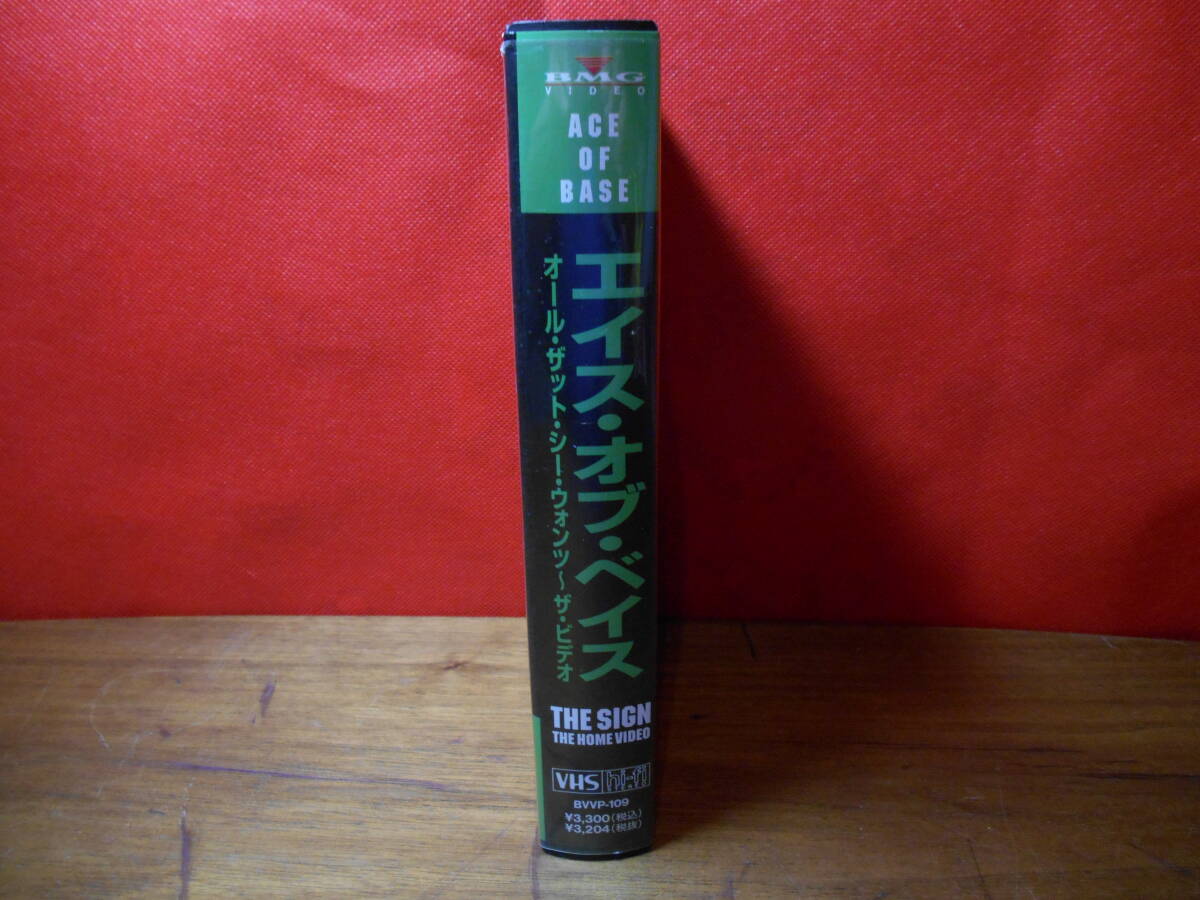 BMG
VIDEO
ACE
OF
BASE
エイス・オブ・ベイス
オール・ザット・シー・ウォンツ〜ザ・ビデオ
THE SIGN
THE HOME VIDEO
VHS hi-fi
BVVP-109
¥3,300(税込)
¥3,204(税抜)